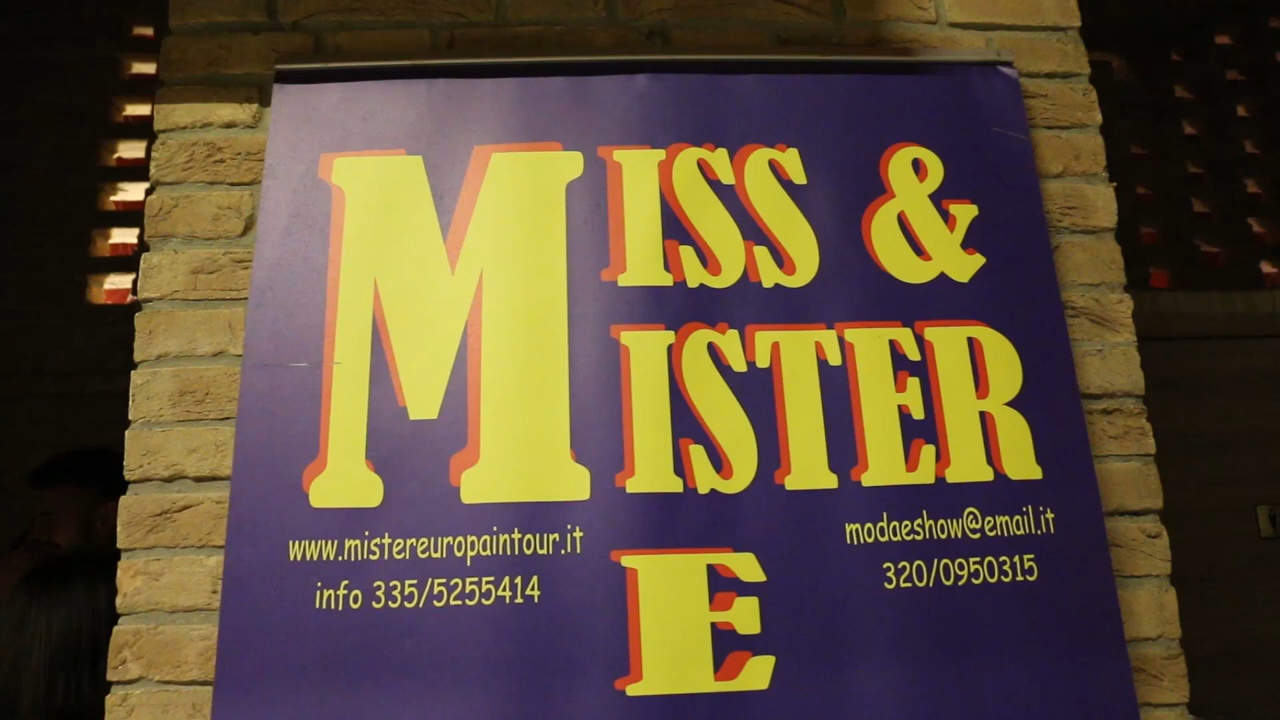 MISS &
MISTER
www.mistereuropaintour.it
info 335/5255414
modaeshow@email.it
320/0950315
E